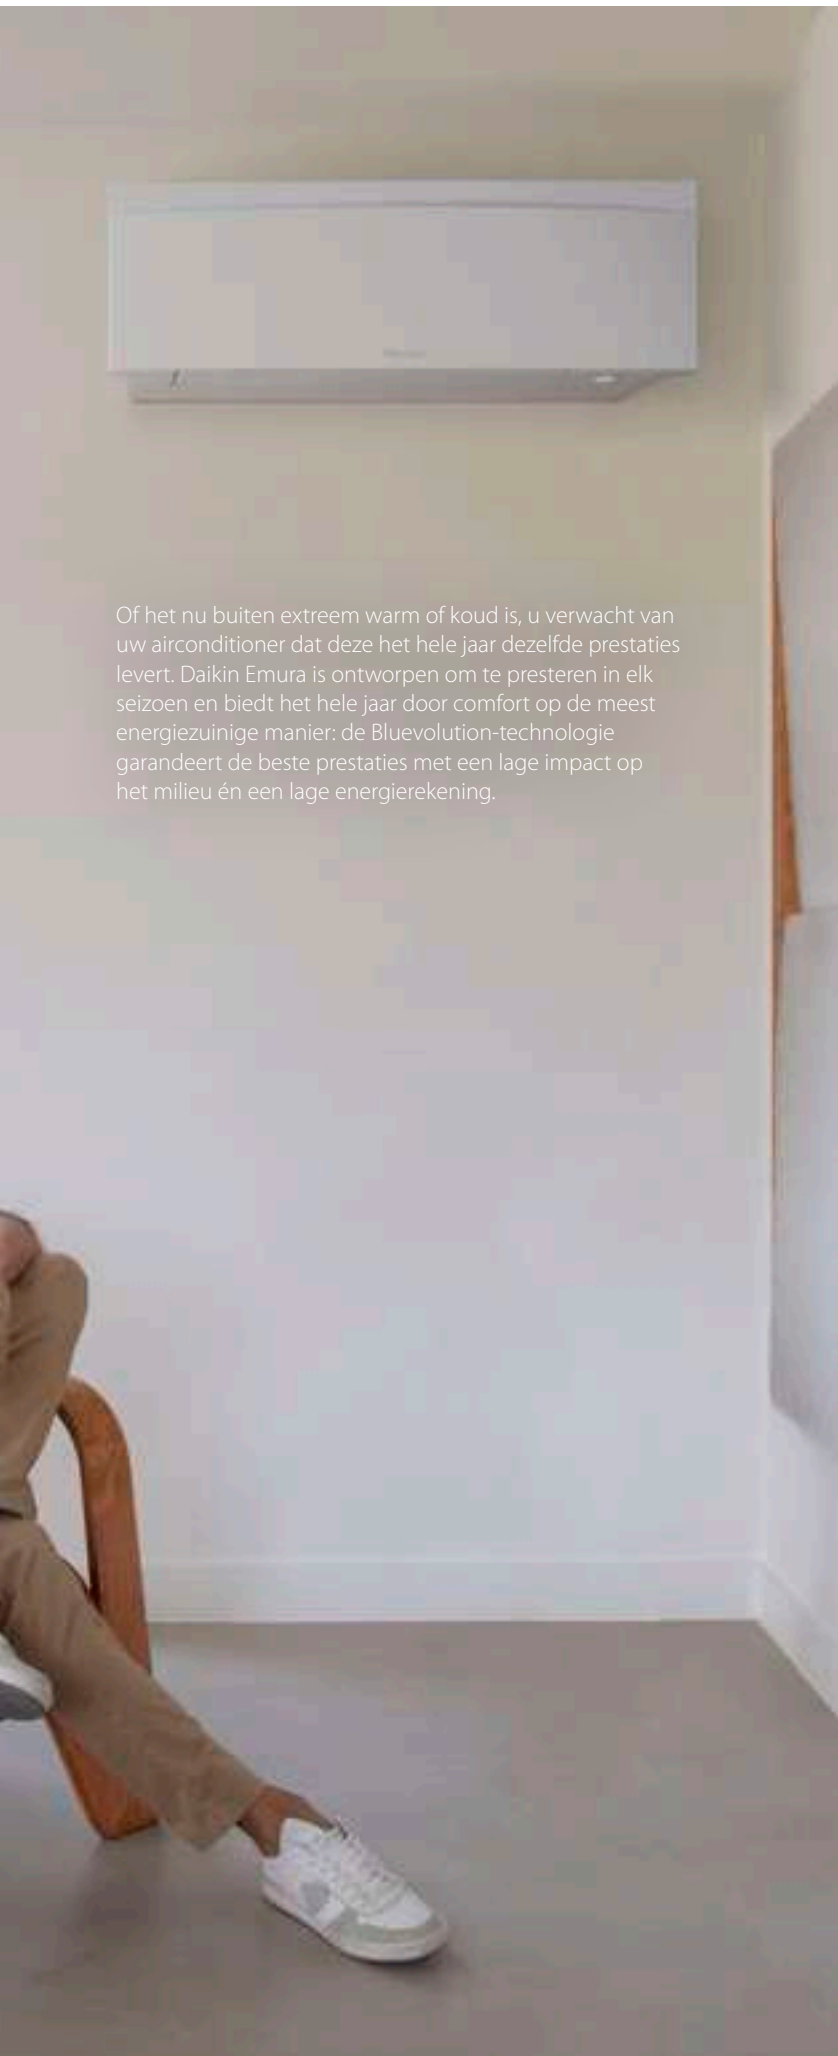 Of het nu buiten extreem warm of koud is, u verwacht van
uw airconditioner dat deze het hele jaar dezelfde prestaties
levert. Daikin Emura is ontworpen om te presteren in elk
seizoen en biedt het hele jaar door comfort op de meest
energiezuinige manier: de Bluevolution-technologie
garandeert de beste prestaties met een lage impact op
het milieu én een lage energierekening.